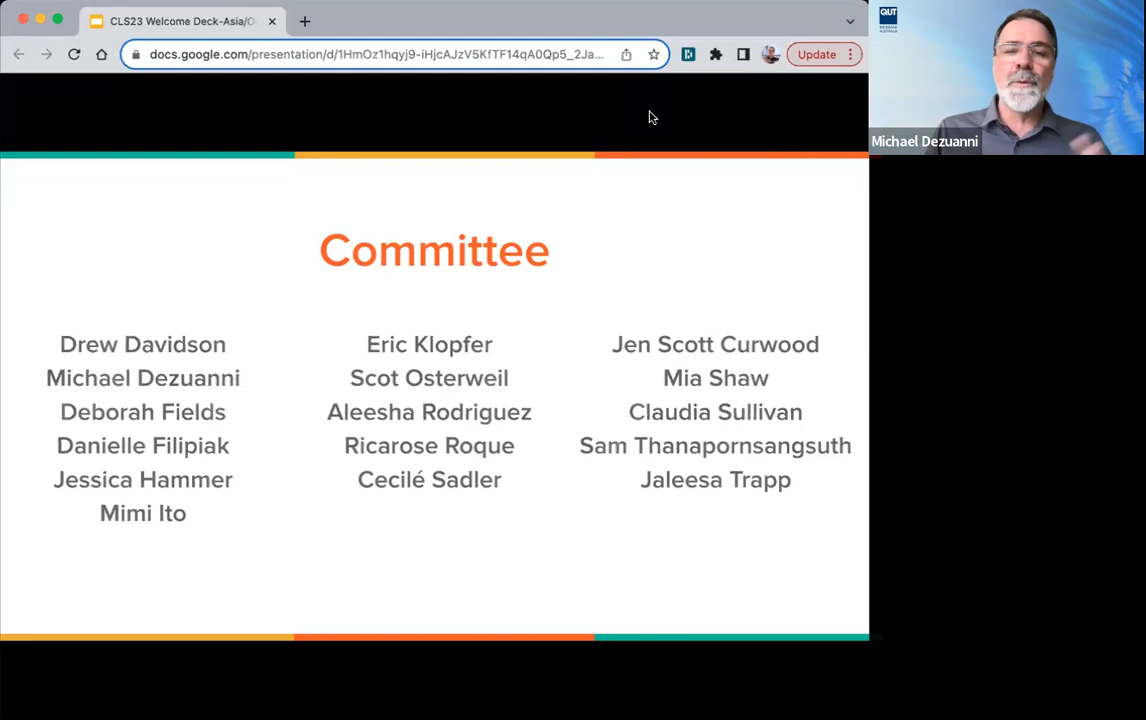 CLS23 Welcome Deck-Asia/O
docs.google.com/presentation/d/1HmOz1hqyj9-iHjcAJzV5KfTF14qA0Qp5_2Ja...
Update
QUT
Michael Dezuanni
Committee
Drew Davidson
Michael Dezuanni
Deborah Fields
Danielle Filipiak
Jessica Hammer
Mimi Ito
Eric Klopfer
Scot Osterweil
Aleesha Rodriguez
Ricarose Roque
Cecilé Sadler
Jen Scott Curwood
Mia Shaw
Claudia Sullivan
Sam Thanapornsangsuth
Jaleesa Trapp